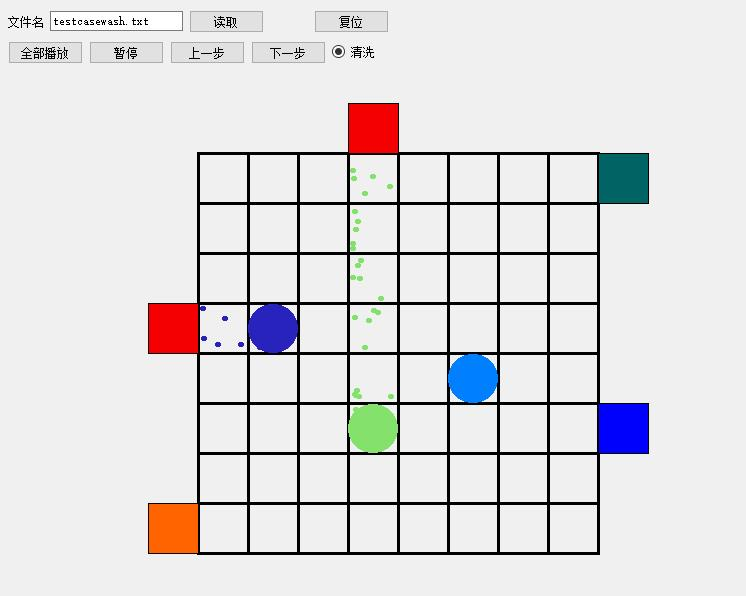 文件名 testcasewash.txt 读取 复位
全部播放 暂停 上一步 下一步 清洗